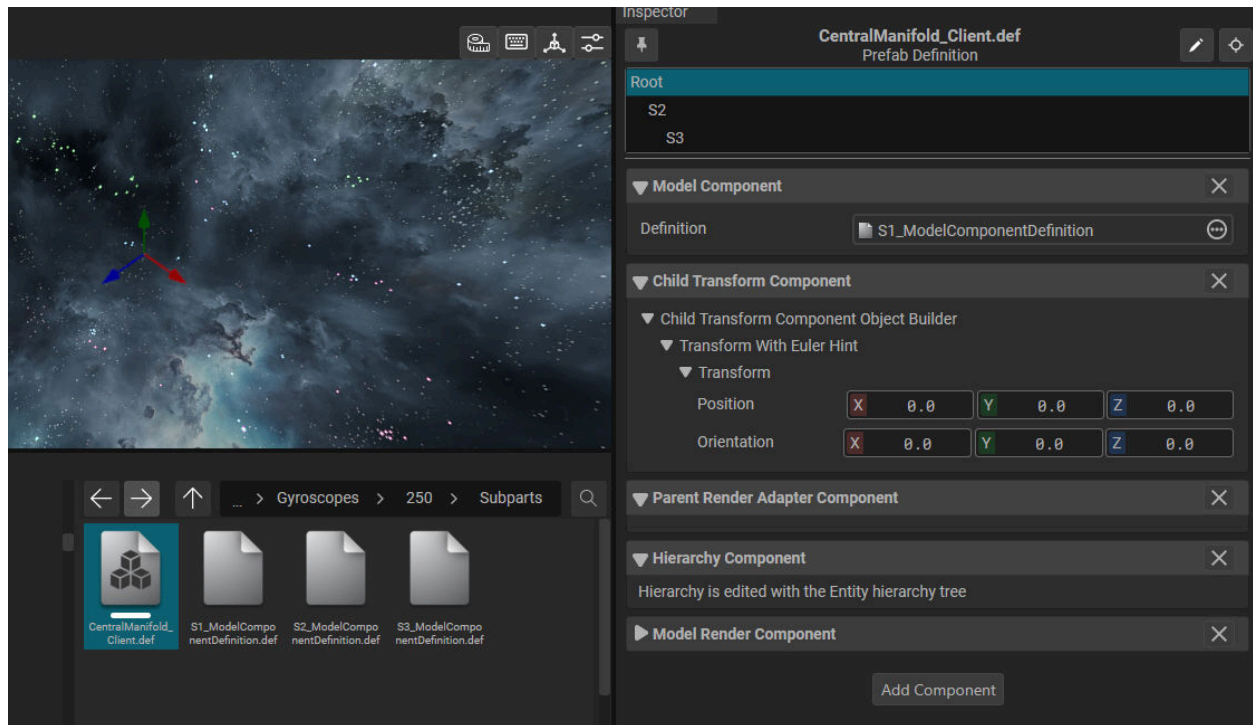 Inspector
CentralManifold_Client.def
Prefab Definition
Root
S2
S3
Model Component
Definition
S1_ModelComponentDefinition
Child Transform Component
Child Transform Component Object Builder
Transform With Euler Hint
Transform
Position X 0.0 Y 0.0 Z 0.0
Orientation X 0.0 Y 0.0 Z 0.0
Parent Render Adapter Component
Hierarchy Component
Hierarchy is edited with the Entity hierarchy tree
Model Render Component
Add Component
... > Gyroscopes > 250 > Subparts
CentralManifold_
Client.def
S1_ModelCompo
nentDefinition.def
S2_ModelCompo
nentDefinition.def
S3_ModelCompo
nentDefinition.def